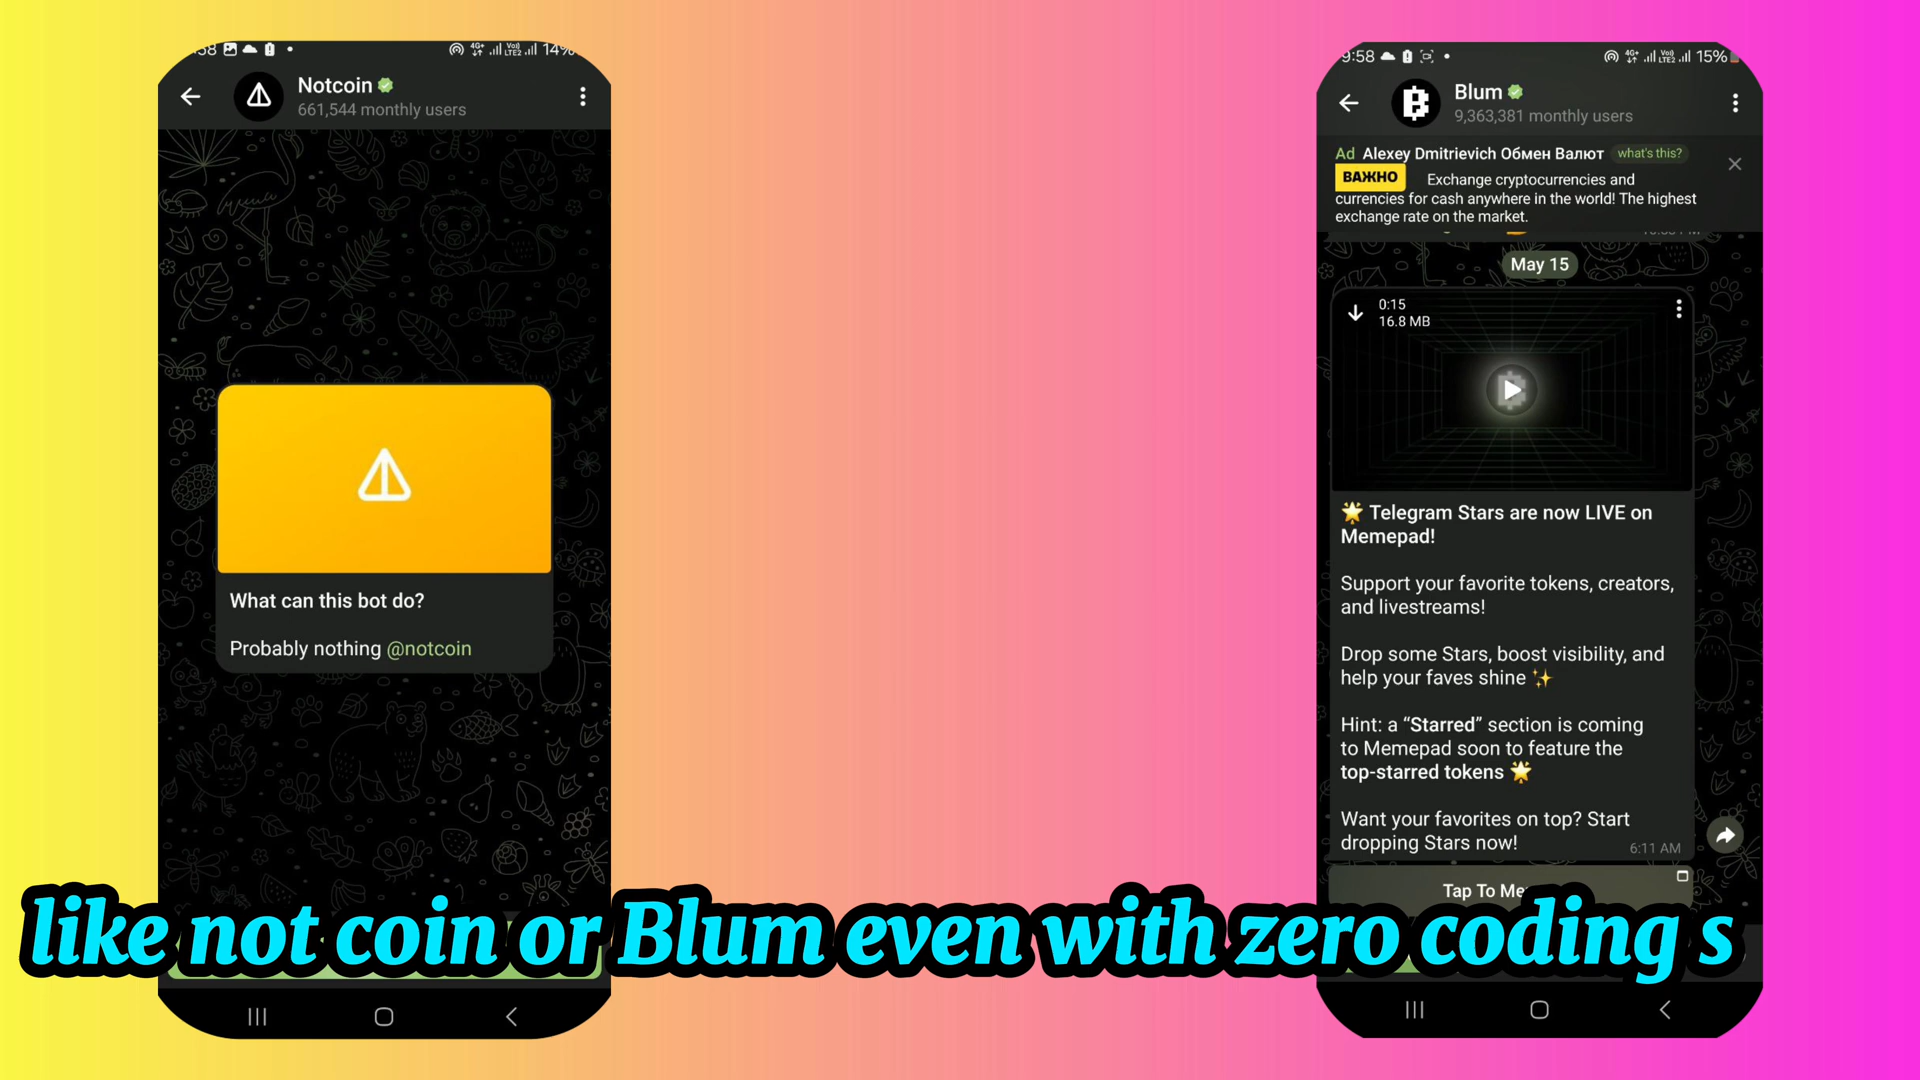 14%
Notcoin
661,544 monthly users
What can this bot do?
Probably nothing @notcoin
9:58
15%
Blum
9,363,381 monthly users
Ad Alexey Dmitrievich Обмен Валют what's this?
ВАЖНО Exchange cryptocurrencies and
currencies for cash anywhere in the world! The highest
exchange rate on the market.
May 15
0:15
16.8 MB
🌟 Telegram Stars are now LIVE on
Memepad!
Support your favorite tokens, creators,
and livestreams!
Drop some Stars, boost visibility, and
help your faves shine ✨
Hint: a “Starred” section is coming
to Memepad soon to feature the
top-starred tokens 🌟
Want your favorites on top? Start
dropping Stars now!
6:11 AM
Tap To
like not coin or Blum even with zero coding s